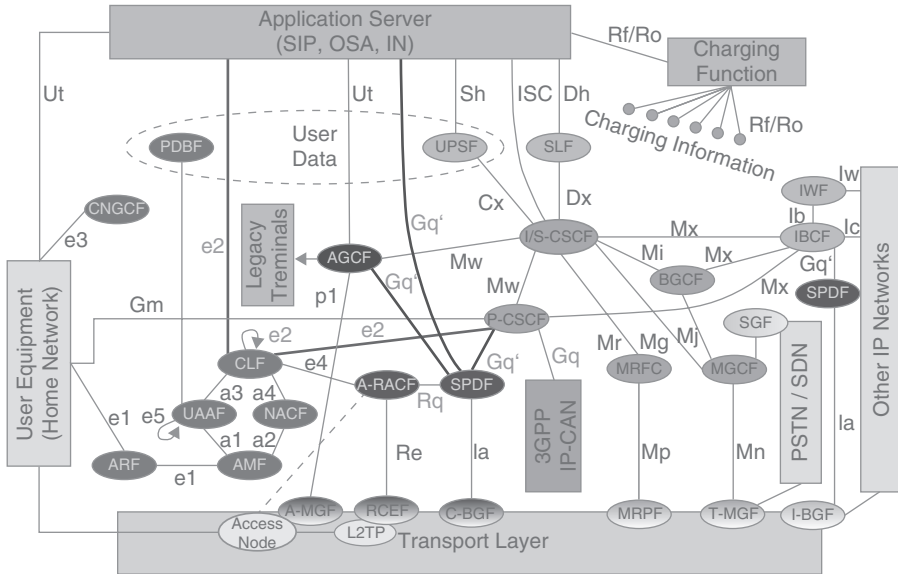 Application Server
(SIP, OSA, IN)
Rf/Ro
Charging
Function
Ut
Ut
Sh
ISC
Dh
Rf/Ro
Charging Information
PDBF
User
Data
UPSF
SLF
Iw
IWF
Cx
Dx
CNGCF
e3
e2
Legacy
Treminals
AGCF
Gq‘
Gq‘
I/S-CSCF
Mx
Ib
IBCF
Ic
Mw
Mi
Mx
Gq‘
BGCF
Mx
SPDF
p1
Mw
Gm
e2
e2
P-CSCF
SGF
CLF
e4
Gq‘
Gq
Mr
Mg
Mj
User Equipment
(Home Network)
a3
a4
A-RACF
Rq
SPDF
MRFC
MGCF
PSTN / SDN
Other IP Networks
e1
e5
UAAF
NACF
3GPP
IP-CAN
Ia
a1
a2
Re
Ia
Mp
Mn
ARF
e1
AMF
A-MGF
RCEF
C-BGF
MRPF
T-MGF
I-BGF
Access
Node
L2TP
Transport Layer